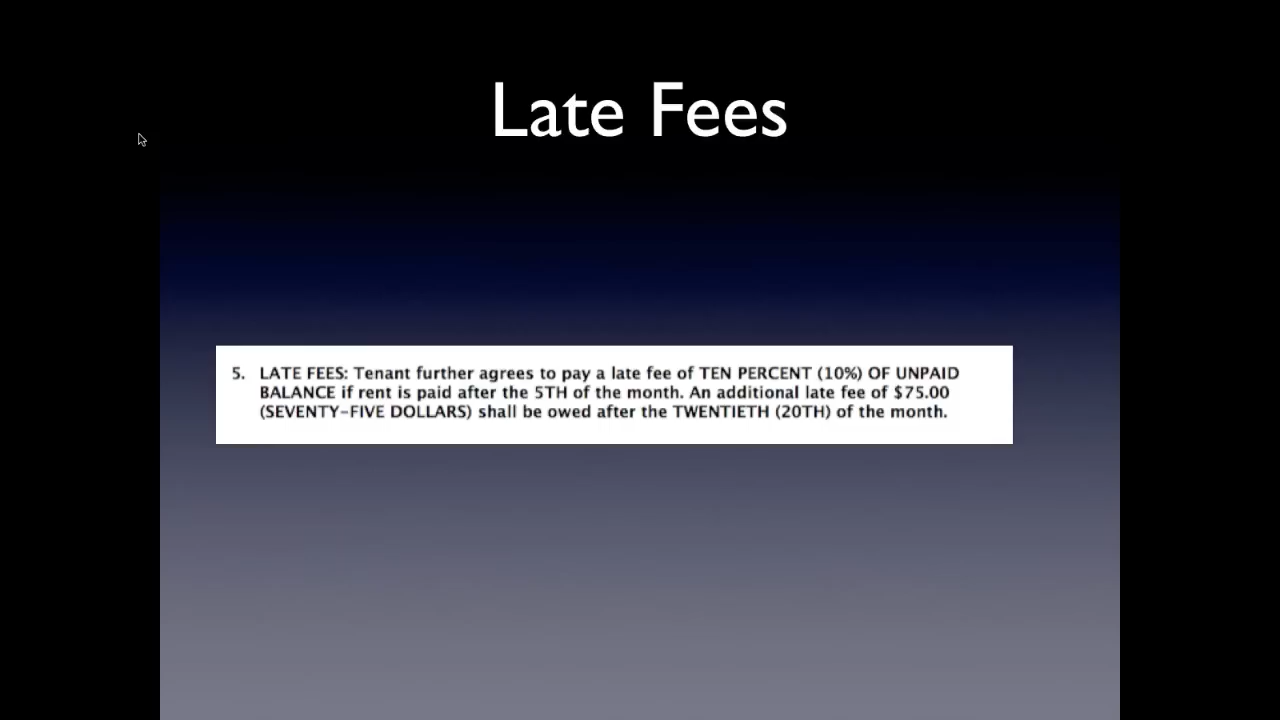 Late Fees
5. LATE FEES: Tenant further agrees to pay a late fee of TEN PERCENT (10%) OF UNPAID
BALANCE if rent is paid after the 5TH of the month. An additional late fee of $75.00
(SEVENTY-FIVE DOLLARS) shall be owed after the TWENTIETH (20TH) of the month.